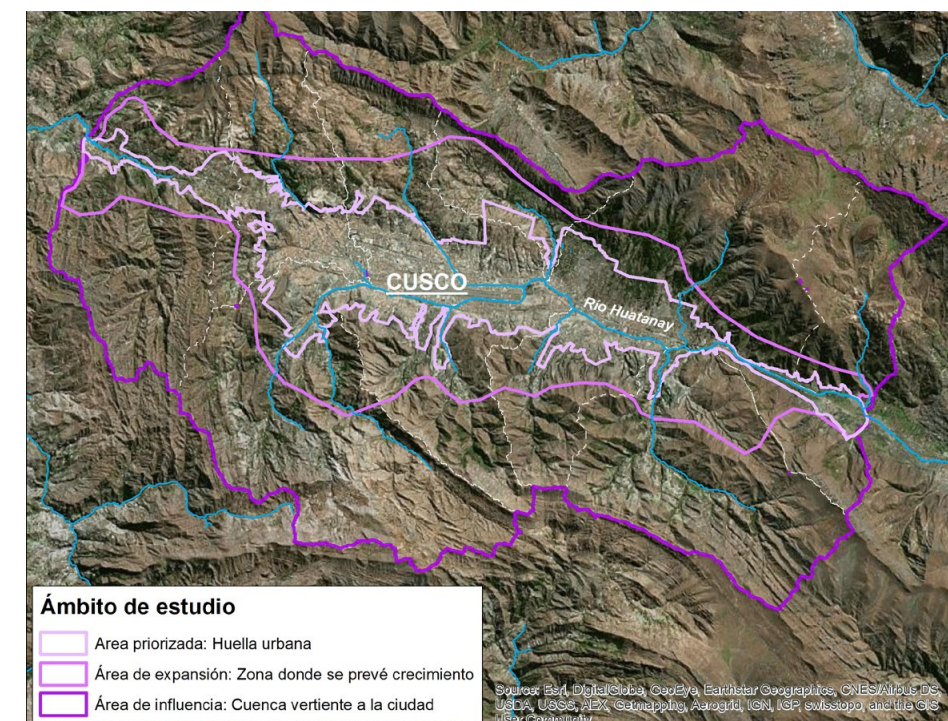 CUSCO
Rio Huatanay
Ámbito de estudio
Area priorizada: Huella urbana
Área de expansión: Zona donde se prevé crecimiento
Área de influencia: Cuenca vertiente a la ciudad
Source: Esri, DigitalGlobe, GeoEye, Earthstar Geographics, CNES/Airbus DS,
USDA, USGS, AEX, Getmapping, Aerogrid, IGN, IGP, swisstopo, and the GIS
User Community